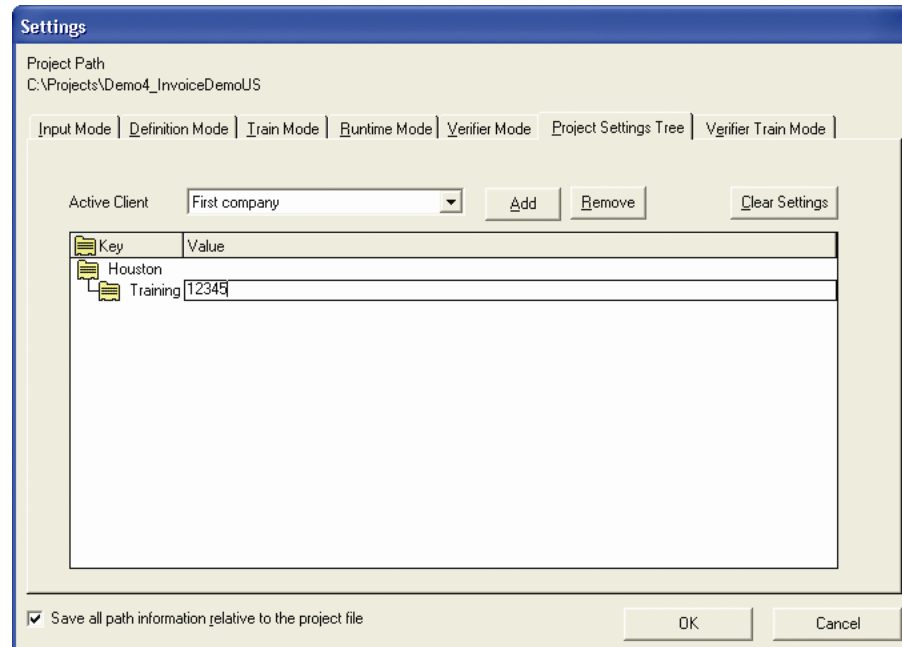 Settings
Project Path
C:\Projects\Demo4_InvoiceDemoUS
Input Mode Definition Mode Train Mode Runtime Mode Verifier Mode Project Settings Tree Verifier Train Mode
Active Client First company Add Remove Clear Settings
Key Value
Houston
Training 12345
Save all path information relative to the project file OK Cancel